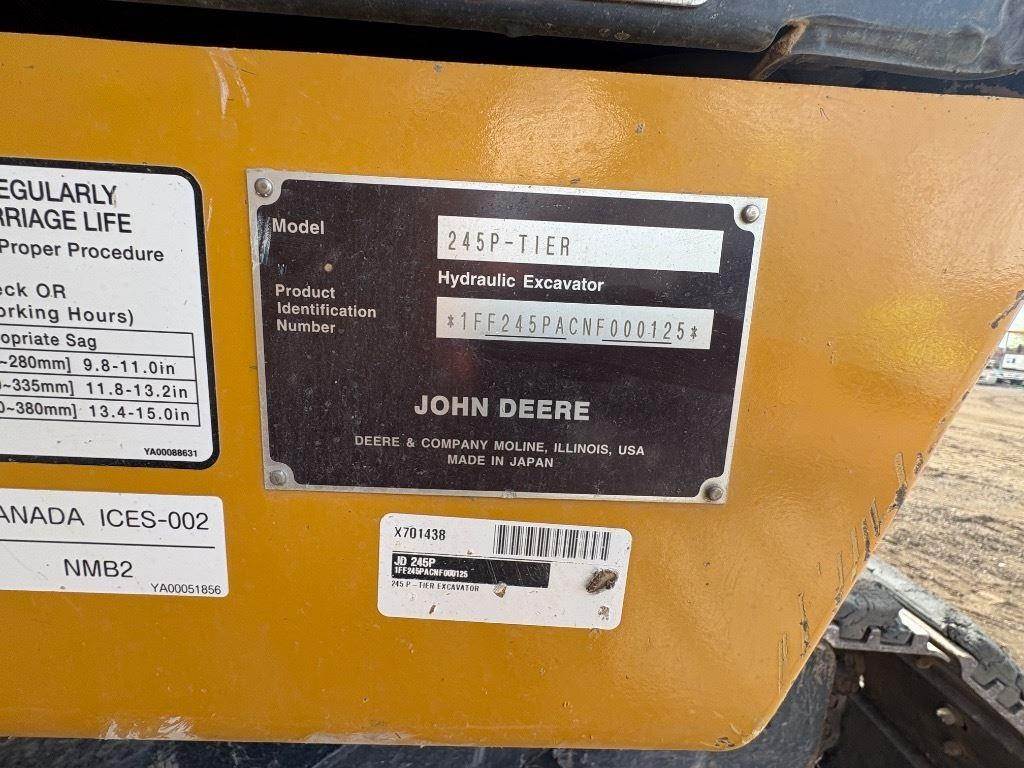 EGULARLY
RRIAGE LIFE
Proper Procedure
eck OR
orking Hours)
opriate Sag
~280mm] 9.8-11.0in
~335mm] 11.8-13.2in
0~380mm] 13.4-15.0in
YA00088631
ANADA ICES-002
NMB2
YA00051856
Model
245P-TIER
Hydraulic Excavator
Product
Identification
Number
*1FF245PACNF000125*
JOHN DEERE
DEERE & COMPANY MOLINE, ILLINOIS, USA
MADE IN JAPAN
X701438
JD 245P
1FF245PACNF000125
245 P - TIER EXCAVATOR